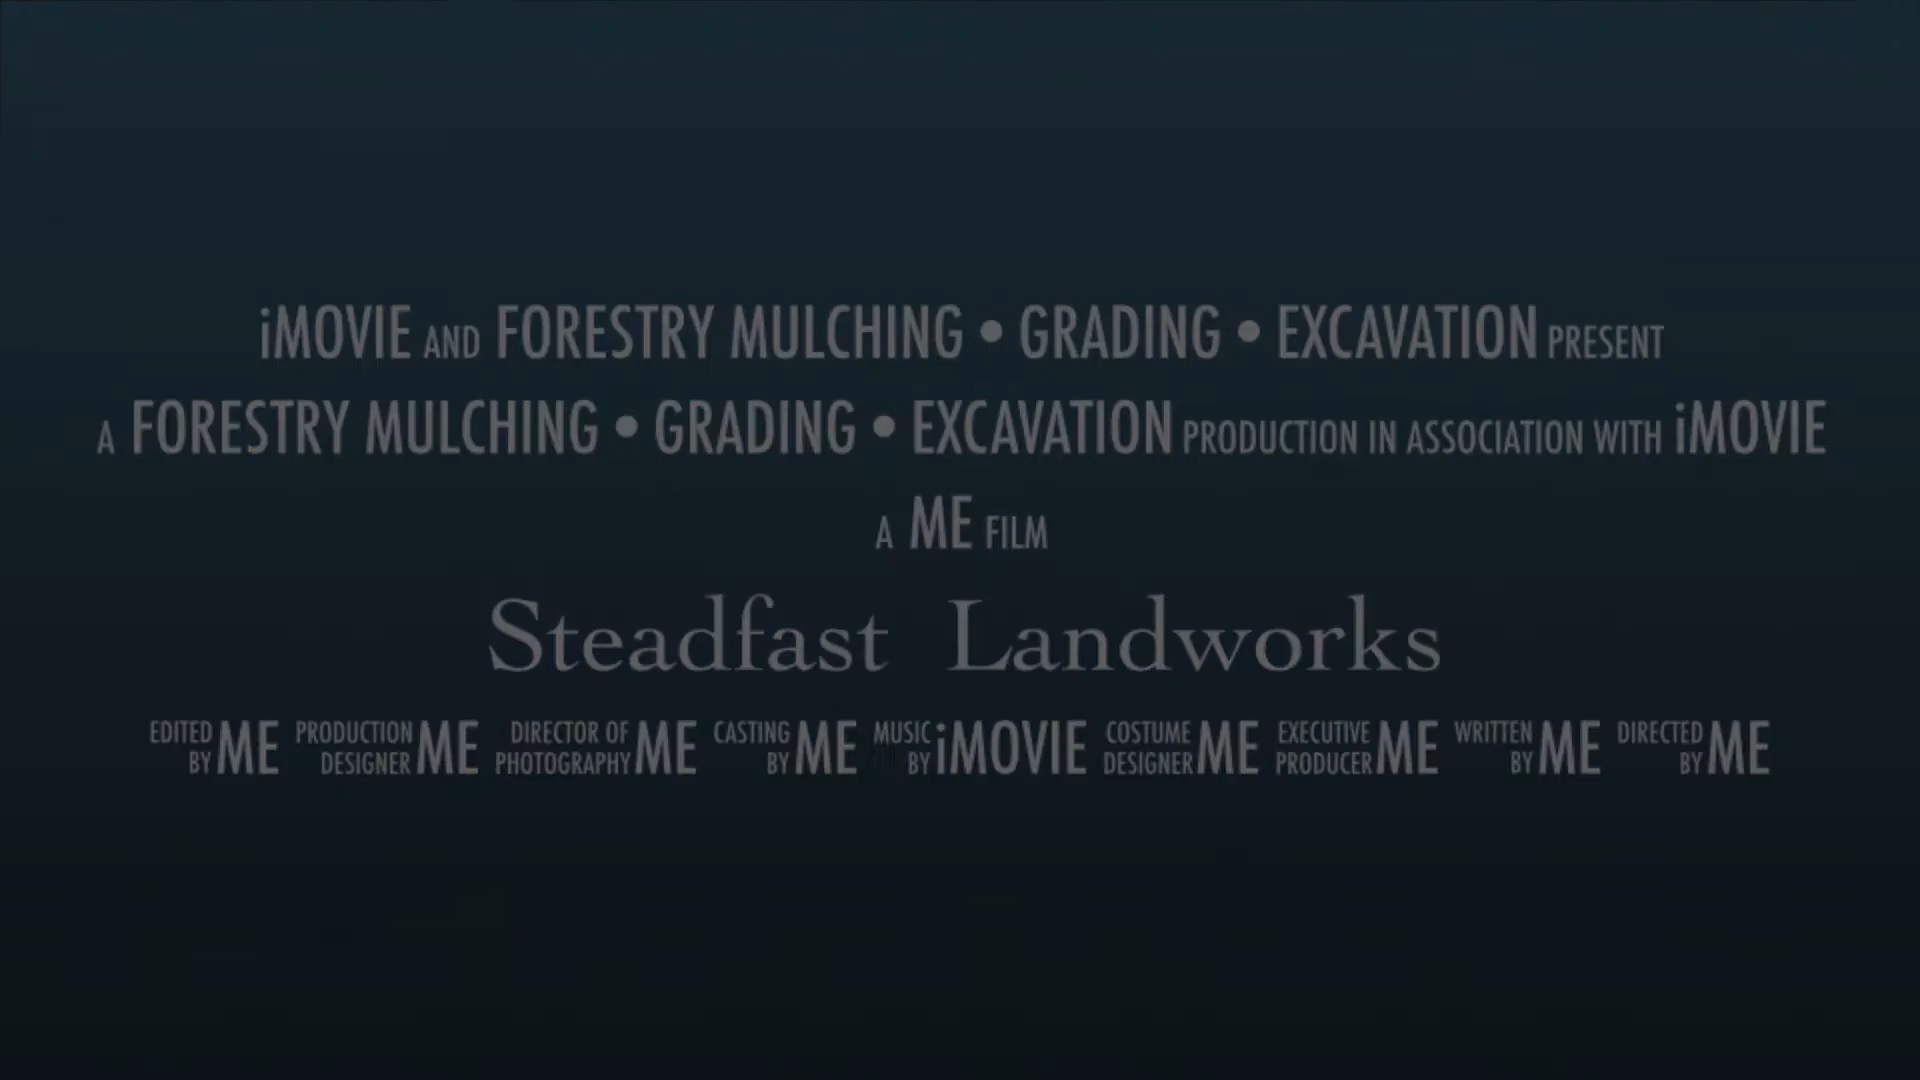 iMOVIE AND FORESTRY MULCHING • GRADING • EXCAVATION PRESENT
A FORESTRY MULCHING • GRADING • EXCAVATION PRODUCTION IN ASSOCIATION WITH iMOVIE
A ME FILM
Steadfast Landworks
EDITED BY ME PRODUCTION DESIGNER ME DIRECTOR OF PHOTOGRAPHY ME CASTING BY ME MUSIC BY iMOVIE COSTUME DESIGNER ME EXECUTIVE PRODUCER ME WRITTEN BY ME DIRECTED BY ME